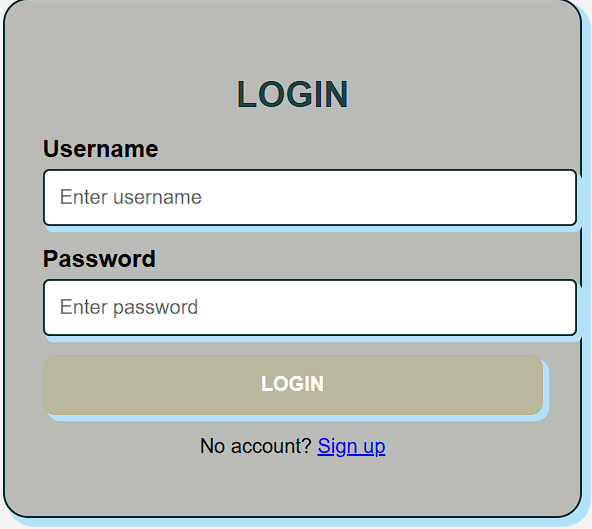 LOGIN
Username
Enter username
Password
Enter password
LOGIN
No account? Sign up